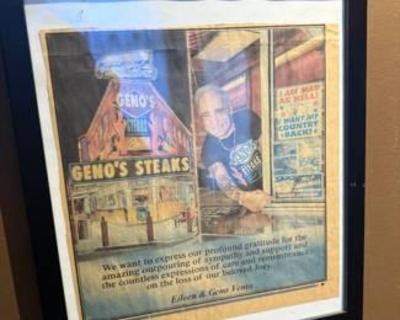 GENO'S
STEAKS
GENO'S STEAKS
GENO'S
STEAKS
I AM MAD
AS HELL!
I WANT MY
COUNTRY
BACK!
We want to express our profound gratitude for the
amazing outpouring of sympathy and support and
the countless expressions of care and remembrance
on the loss of our beloved Joey.
Eileen & Geno Vento